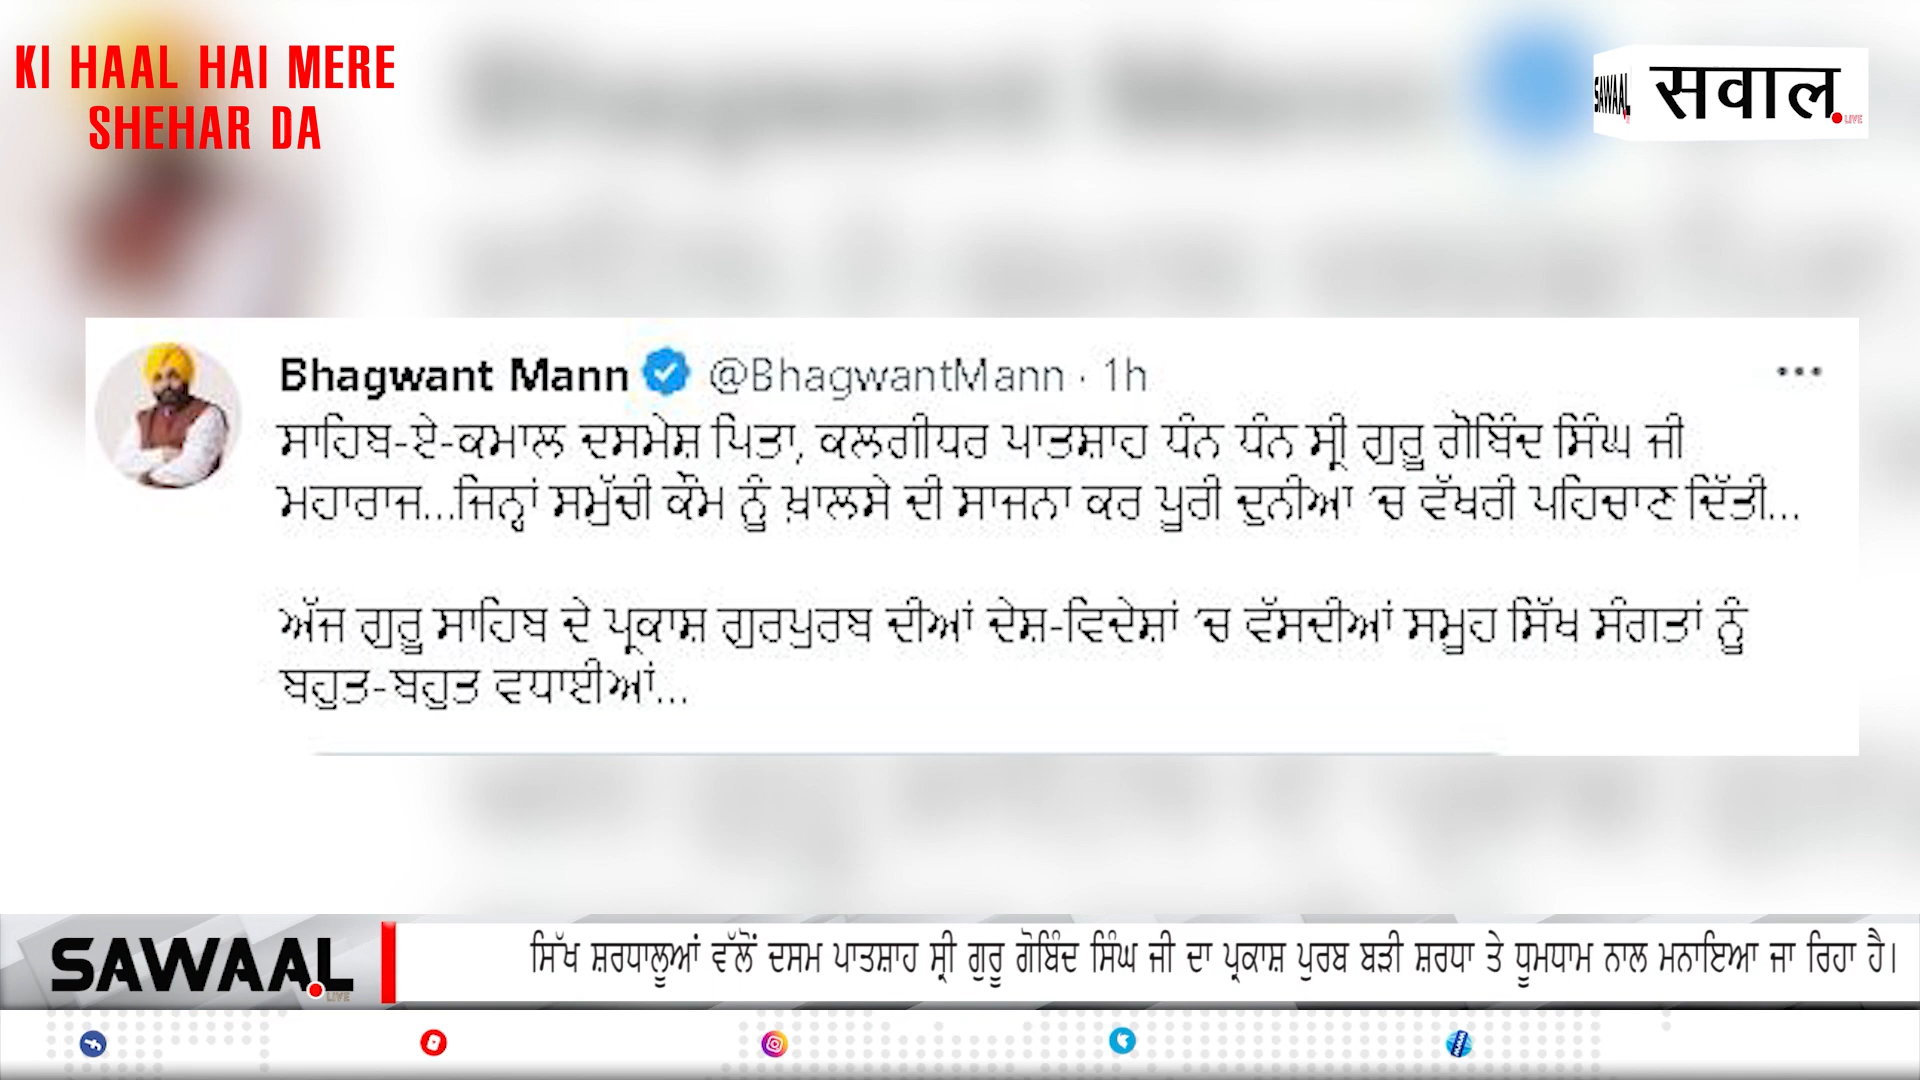 KI HAAL HAI MERE
SHEHAR DA
SAWAAL सवाल LIVE
Bhagwant Mann @BhagwantMann · 1h
ਸਾਹਿਬ-ਏ-ਕਮਾਲ ਦਸਮੇਸ਼ ਪਿਤਾ, ਕਲਗੀਧਰ ਪਾਤਸ਼ਾਹ ਧੰਨ ਧੰਨ ਸ੍ਰੀ ਗੁਰੂ ਗੋਬਿੰਦ ਸਿੰਘ ਜੀ
ਮਹਾਰਾਜ...ਜਿਨ੍ਹਾਂ ਸਮੁੱਚੀ ਕੌਮ ਨੂੰ ਖ਼ਾਲਸੇ ਦੀ ਸਾਜਨਾ ਕਰ ਪੂਰੀ ਦੁਨੀਆ ’ਚ ਵੱਖਰੀ ਪਹਿਚਾਣ ਦਿੱਤੀ...
ਅੱਜ ਗੁਰੂ ਸਾਹਿਬ ਦੇ ਪ੍ਰਕਾਸ਼ ਗੁਰਪੁਰਬ ਦੀਆਂ ਦੇਸ਼-ਵਿਦੇਸ਼ਾਂ ’ਚ ਵੱਸਦੀਆਂ ਸਮੂਹ ਸਿੱਖ ਸੰਗਤਾਂ ਨੂੰ
ਬਹੁਤ-ਬਹੁਤ ਵਧਾਈਆਂ...
SAWAAL LIVE
ਸਿੱਖ ਸ਼ਰਧਾਲੂਆਂ ਵੱਲੋਂ ਦਸਮ ਪਾਤਸ਼ਾਹ ਸ੍ਰੀ ਗੁਰੂ ਗੋਬਿੰਦ ਸਿੰਘ ਜੀ ਦਾ ਪ੍ਰਕਾਸ਼ ਪੁਰਬ ਬੜੀ ਸ਼ਰਧਾ ਤੇ ਧੂਮਧਾਮ ਨਾਲ ਮਨਾਇਆ ਜਾ ਰਿਹਾ ਹੈ।